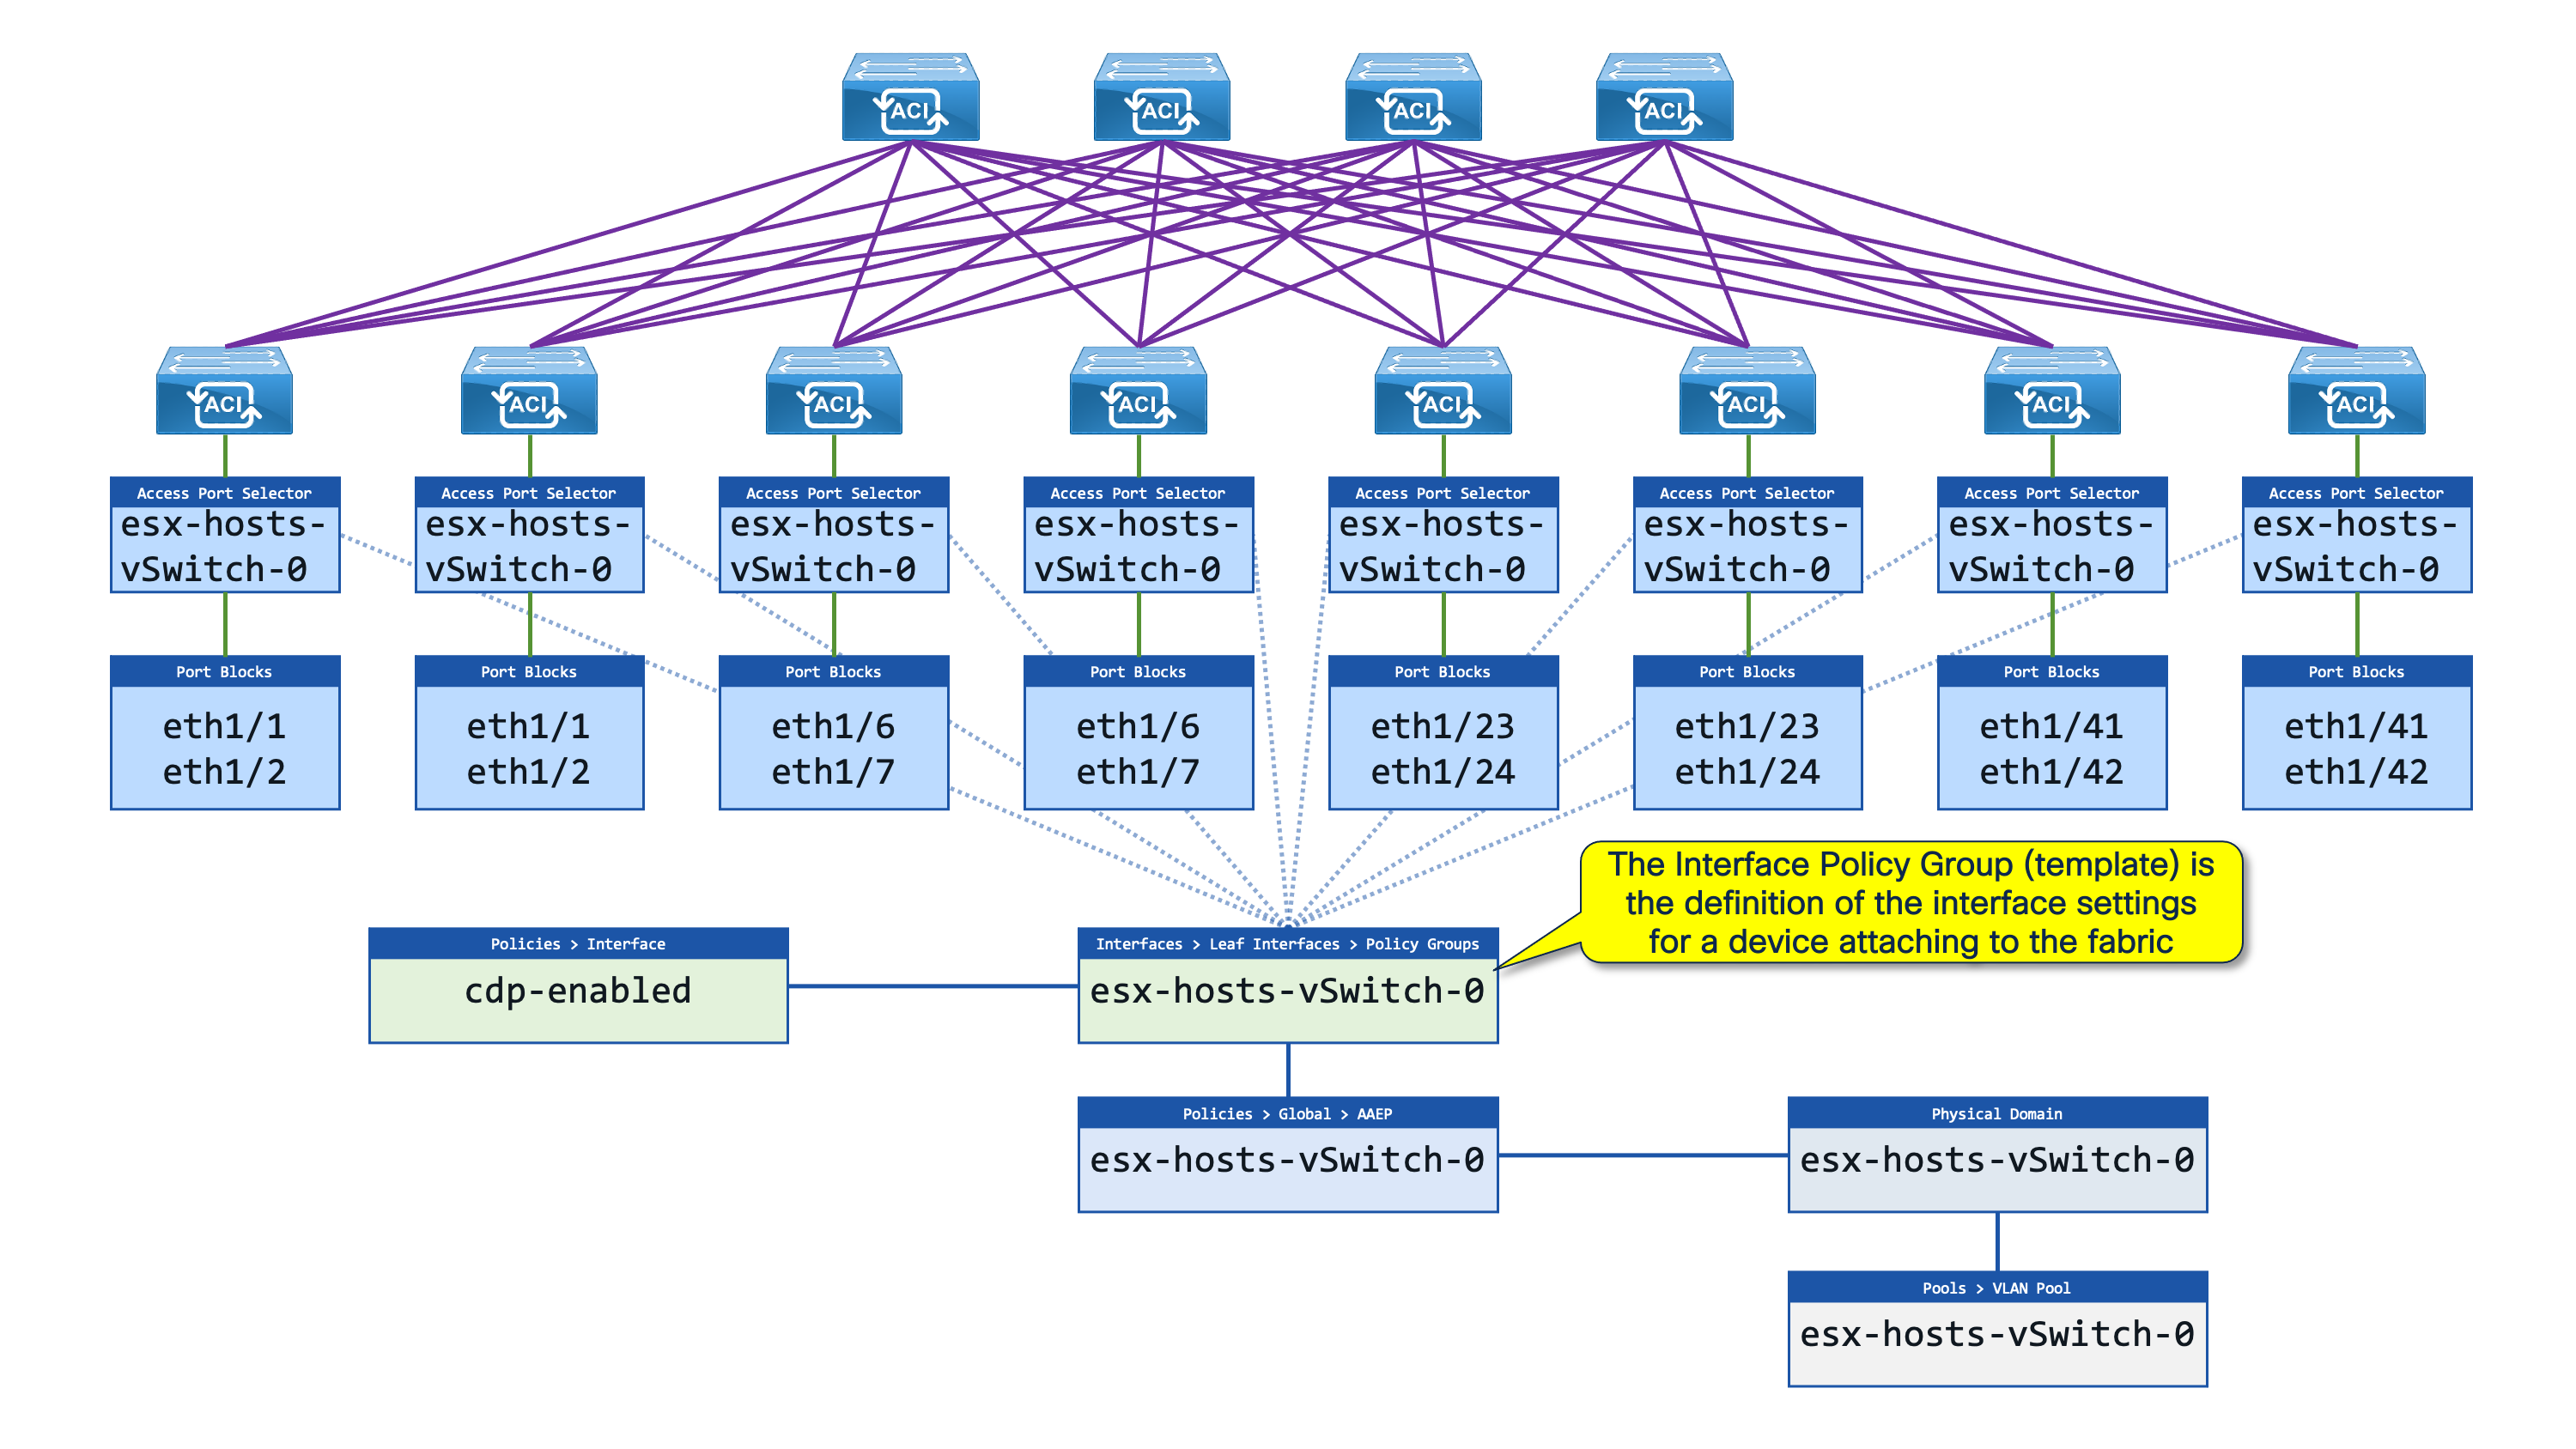 ACI
ACI
ACI
ACI
ACI
ACI
ACI
ACI
ACI
ACI
ACI
ACI
Access Port Selector
esx-hosts-
vSwitch-0
Access Port Selector
esx-hosts-
vSwitch-0
Access Port Selector
esx-hosts-
vSwitch-0
Access Port Selector
esx-hosts-
vSwitch-0
Access Port Selector
esx-hosts-
vSwitch-0
Access Port Selector
esx-hosts-
vSwitch-0
Access Port Selector
esx-hosts-
vSwitch-0
Access Port Selector
esx-hosts-
vSwitch-0
Port Blocks
eth1/1
eth1/2
Port Blocks
eth1/1
eth1/2
Port Blocks
eth1/6
eth1/7
Port Blocks
eth1/6
eth1/7
Port Blocks
eth1/23
eth1/24
Port Blocks
eth1/23
eth1/24
Port Blocks
eth1/41
eth1/42
Port Blocks
eth1/41
eth1/42
The Interface Policy Group (template) is
the definition of the interface settings
for a device attaching to the fabric
Policies > Interface
cdp-enabled
Interfaces > Leaf Interfaces > Policy Groups
esx-hosts-vSwitch-0
Policies > Global > AAEP
esx-hosts-vSwitch-0
Physical Domain
esx-hosts-vSwitch-0
Pools > VLAN Pool
esx-hosts-vSwitch-0